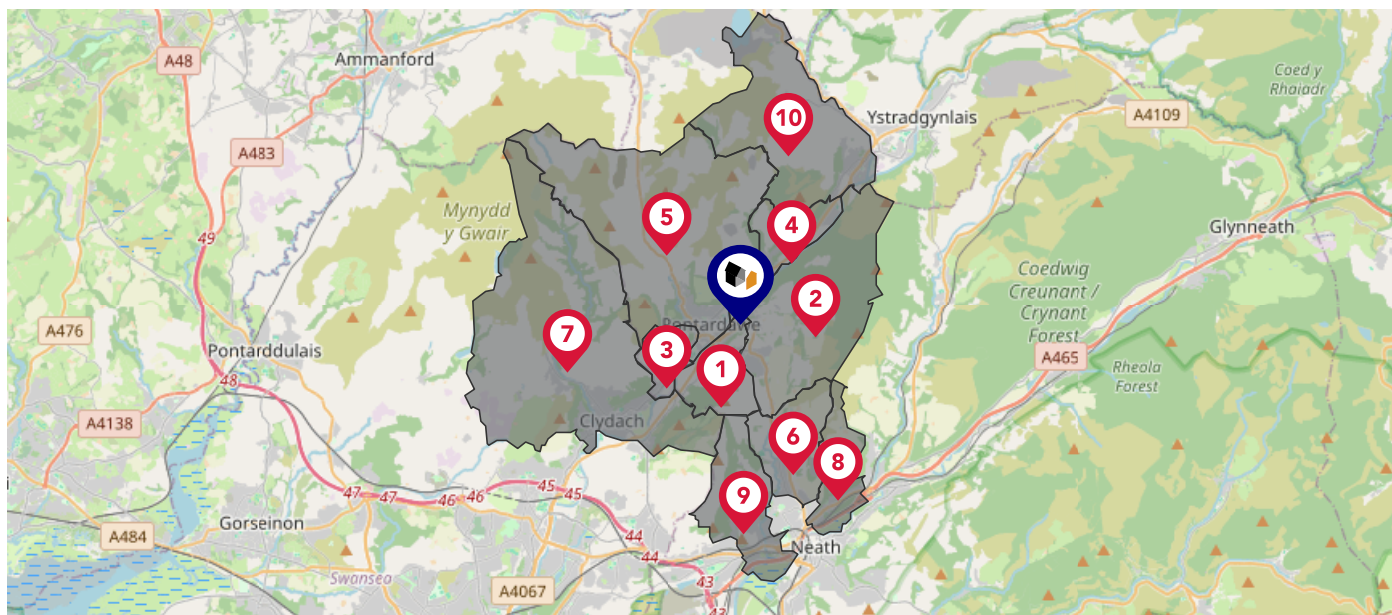 A48
Ammanford
10
Ystradgynlais
Coed y
Rhaiadr
A4109
A483
5
4
Mynydd
y Gwair
49
Glynneath
Coedwig
Creunant /
Crynant
Forest
2
A476
Pontardawe
7
3
1
A465
Rheola
Forest
Pontarddulais
48
A4138
Clydach
6
8
47
47
46
46
45
45
9
44
44
Gorseinon
A484
Neath
Swansea
A4067
43
43